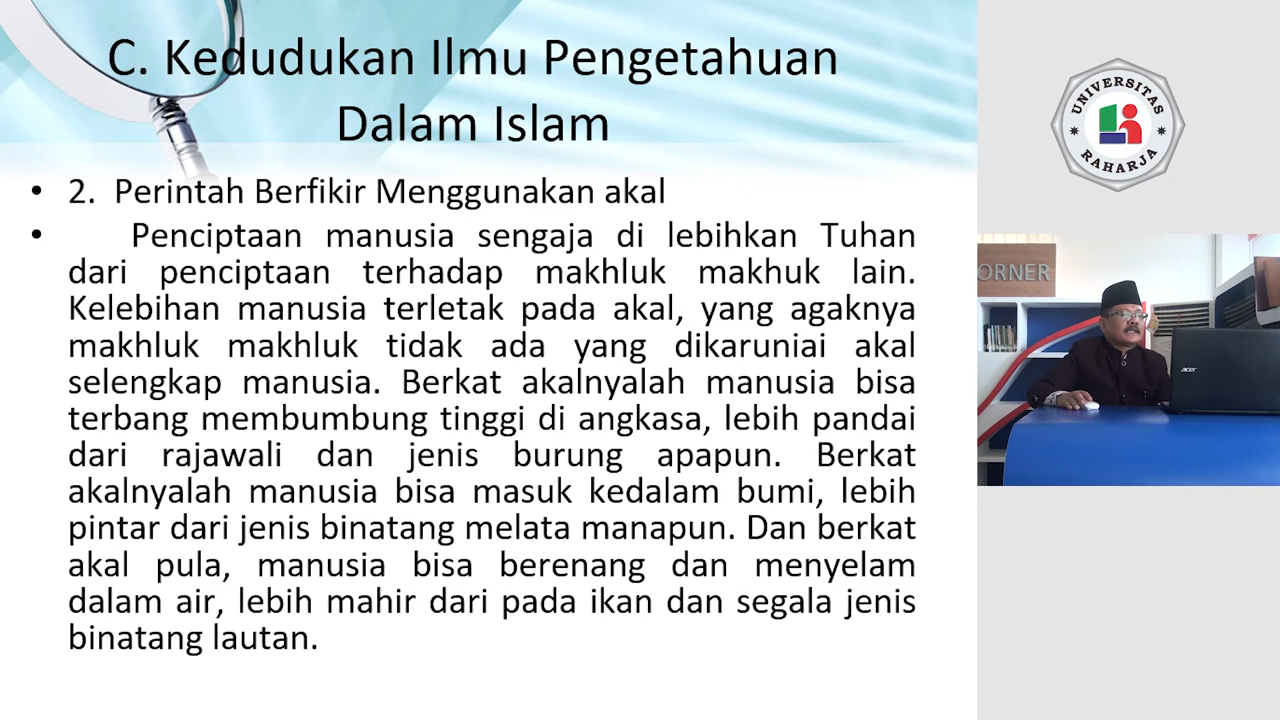 C. Kedudukan Ilmu Pengetahuan
Dalam Islam
• 2. Perintah Berfikir Menggunakan akal
• Penciptaan manusia sengaja di lebihkan Tuhan
dari penciptaan terhadap makhluk makhuk lain.
Kelebihan manusia terletak pada akal, yang agaknya
makhluk makhluk tidak ada yang dikaruniai akal
selengkap manusia. Berkat akalnyalah manusia bisa
terbang membumbung tinggi di angkasa, lebih pandai
dari rajawali dan jenis burung apapun. Berkat
akalnyalah manusia bisa masuk kedalam bumi, lebih
pintar dari jenis binatang melata manapun. Dan berkat
akal pula, manusia bisa berenang dan menyelam
dalam air, lebih mahir dari pada ikan dan segala jenis
binatang lautan.
UNIVERSITAS
RAHARJA
ORNER
acer